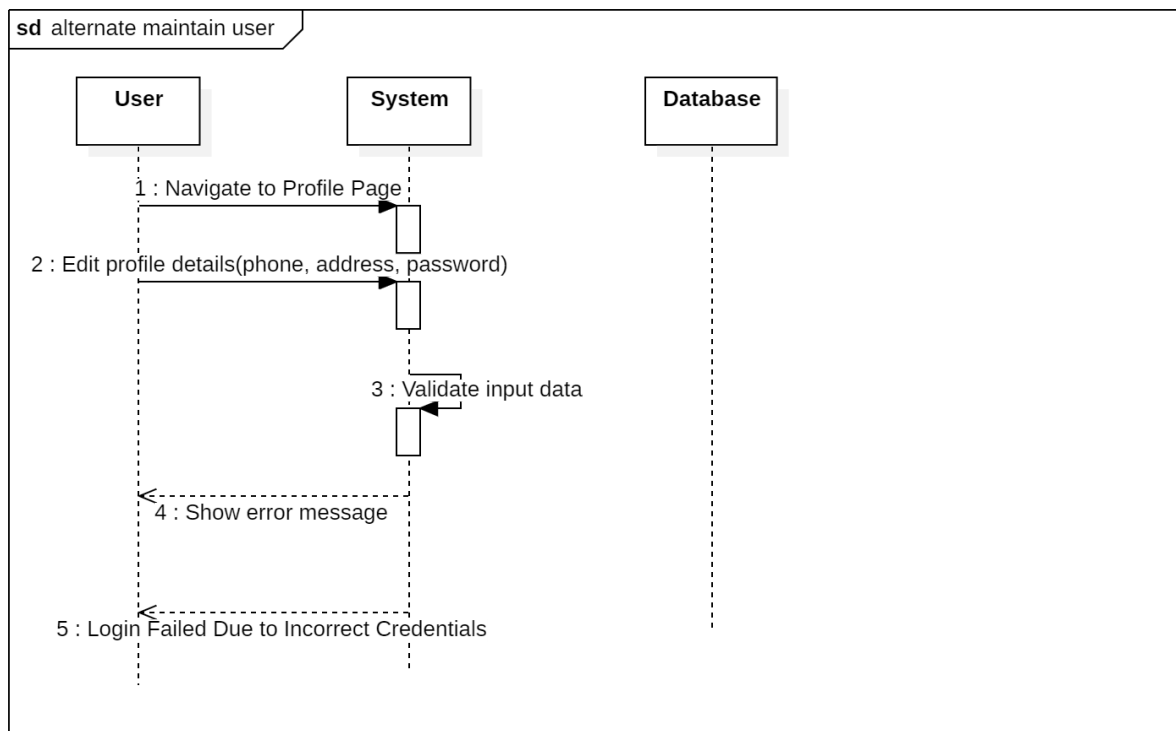 sd alternate maintain user
User
System
Database
1 : Navigate to Profile Page
2 : Edit profile details(phone, address, password)
3 : Validate input data
4 : Show error message
5 : Login Failed Due to Incorrect Credentials